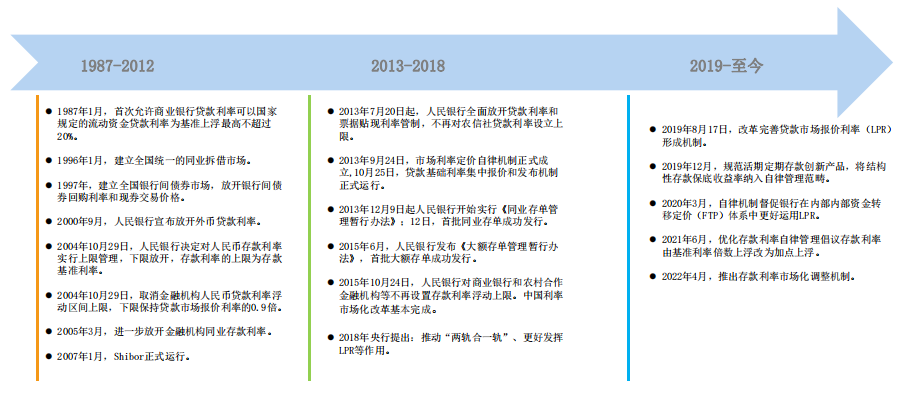 1987-2012
2013-2018
2019-至今
● 1987年1月，首次允许商业银行贷款利率可以国家
规定的流动资金贷款利率为基准上浮最高不超过
20%。
● 1996年1月，建立全国统一的同业拆借市场。
● 1997年，建立全国银行间债券市场，放开银行间债
券回购利率和现券交易价格。
● 2000年9月，人民银行宣布放开外币贷款利率。
● 2004年10月29日，人民银行决定对人民币存款利率
实行上限管理，下限放开，存款利率的上限为存款
基准利率。
● 2004年10月29日，取消金融机构人民币贷款利率浮
动区间上限，下限保持贷款市场报价利率的0.9倍。
● 2005年3月，进一步放开金融机构同业存款利率。
● 2007年1月，Shibor正式运行。
● 2013年7月20日起，人民银行全面放开贷款利率和
票据贴现利率管制，不再对农信社贷款利率设立上
限。
● 2013年9月24日，市场利率定价自律机制正式成
立，10月25日，贷款基础利率集中报价和发布机制
正式运行。
● 2013年12月9日起人民银行开始实行《同业存单管
理暂行办法》；12日，首批同业存单成功发行。
● 2015年6月，人民银行发布《大额存单管理暂行办
法》，首批大额存单成功发行。
● 2015年10月24日，人民银行对商业银行和农村合作
金融机构等不再设置存款利率浮动上限。中国利率
市场化改革基本完成。
● 2018年央行提出：推动“两轨合一轨”、更好发挥
LPR等作用。
● 2019年8月17日，改革完善贷款市场报价利率（LPR）
形成机制。
● 2019年12月，规范活期定期存款创新产品，将结构
性存款保底收益率纳入自律管理范畴。
● 2020年3月，自律机制督促银行在内部内部资金转
移定价（FTP）体系中更好运用LPR。
● 2021年6月，优化存款利率自律管理倡议存款利率
由基准利率倍数上浮改为加点上浮。
● 2022年4月，推出存款利率市场化调整机制。